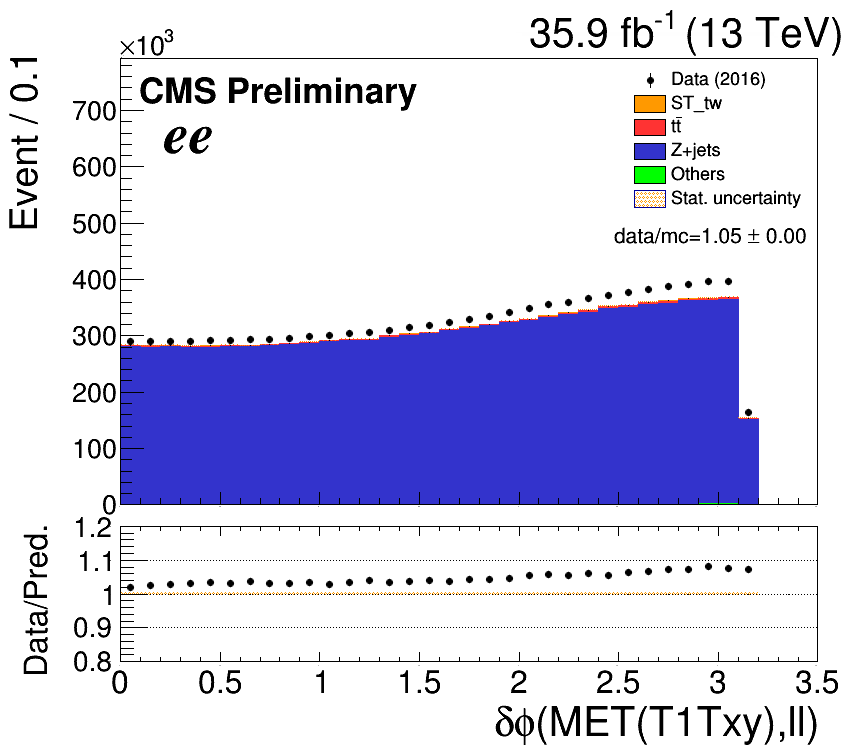 ×10³
35.9 fb⁻¹ (13 TeV)
Event / 0.1
CMS Preliminary
ee
Data (2016)
ST_tw
tt̄
Z+jets
Others
Stat. uncertainty
data/mc=1.05 ± 0.00
700
600
500
400
300
200
100
0
Data/Pred.
1.2
1.1
1
0.9
0.8
0 0.5 1 1.5 2 2.5 3 3.5
δϕ(MET(T1Txy),ll)